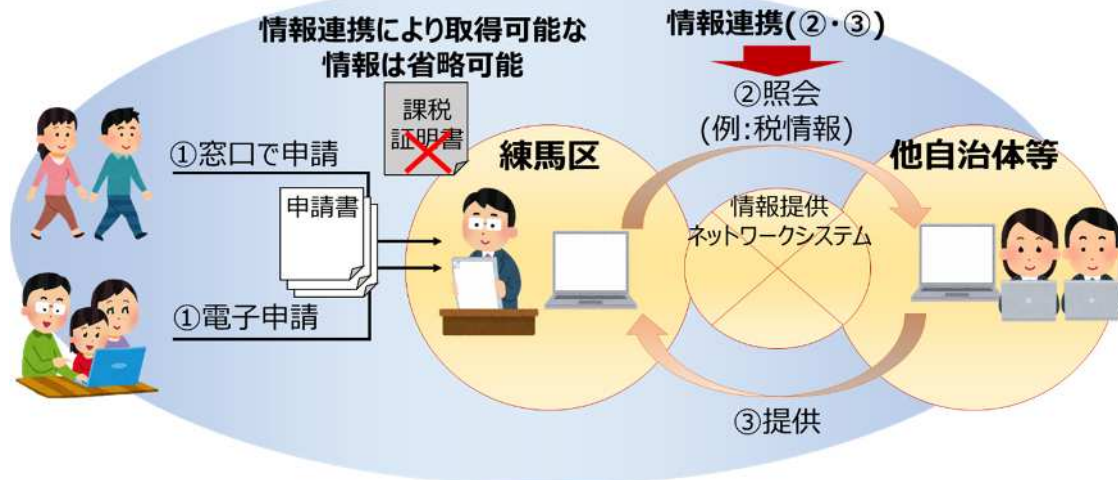 情報連携により取得可能な
情報は省略可能
情報連携(②・③)
課税
証明書
②照会
(例:税情報)
①窓口で申請
練馬区
他自治体等
申請書
情報提供
ネットワークシステム
①電子申請
③提供